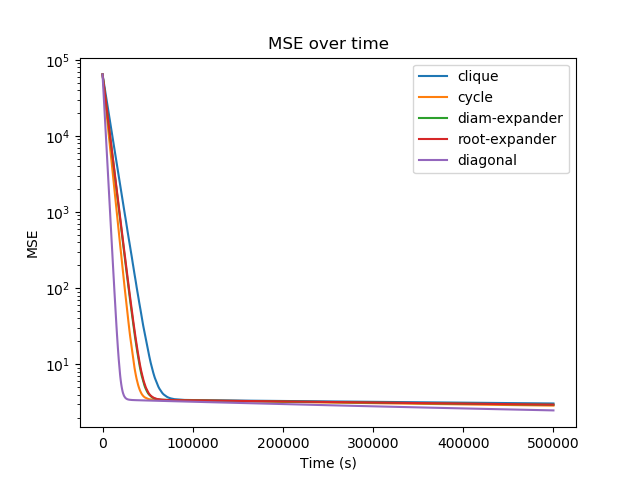 MSE over time
MSE
10^5
10^4
10^3
10^2
10^1
clique
cycle
diam-expander
root-expander
diagonal
0
100000
200000
300000
400000
500000
Time (s)